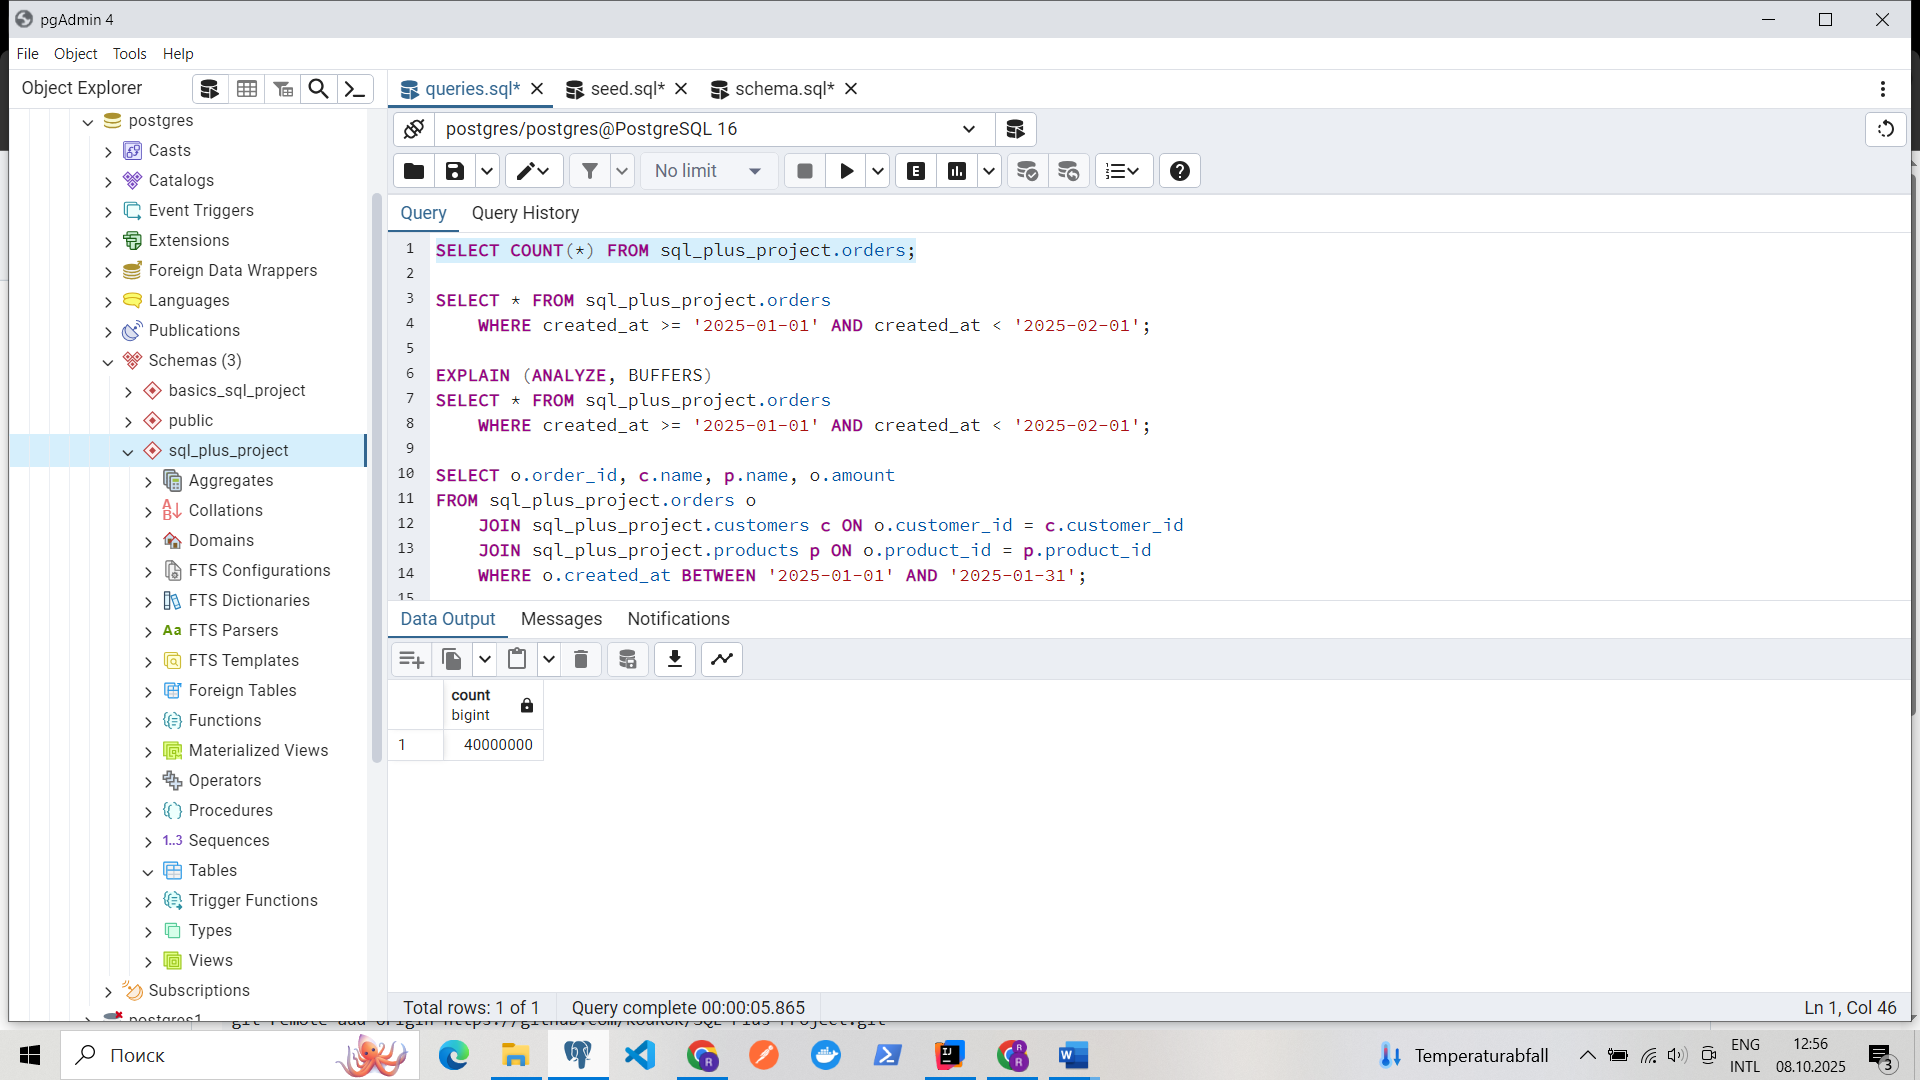 pgAdmin 4
File Object Tools Help
Object Explorer
postgres
Casts
Catalogs
Event Triggers
Extensions
Foreign Data Wrappers
Languages
Publications
Schemas (3)
basics_sql_project
public
sql_plus_project
Aggregates
Collations
Domains
FTS Configurations
FTS Dictionaries
Aa FTS Parsers
FTS Templates
Foreign Tables
Functions
Materialized Views
Operators
Procedures
1..3 Sequences
Tables
Trigger Functions
Types
Views
Subscriptions
postgres1
queries.sql* seed.sql* schema.sql*
postgres/postgres@PostgreSQL 16
No limit E
Query Query History
1 SELECT COUNT(*) FROM sql_plus_project.orders;
2
3 SELECT * FROM sql_plus_project.orders
4 WHERE created_at >= '2025-01-01' AND created_at < '2025-02-01';
5
6 EXPLAIN (ANALYZE, BUFFERS)
7 SELECT * FROM sql_plus_project.orders
8 WHERE created_at >= '2025-01-01' AND created_at < '2025-02-01';
9
10 SELECT o.order_id, c.name, p.name, o.amount
11 FROM sql_plus_project.orders o
12 JOIN sql_plus_project.customers c ON o.customer_id = c.customer_id
13 JOIN sql_plus_project.products p ON o.product_id = p.product_id
14 WHERE o.created_at BETWEEN '2025-01-01' AND '2025-01-31';
15
Data Output Messages Notifications
count
bigint
1 40000000
Total rows: 1 of 1 Query complete 00:00:05.865 Ln 1, Col 46
Поиск
Temperaturabfall
ENG
INTL
12:56
08.10.2025
3